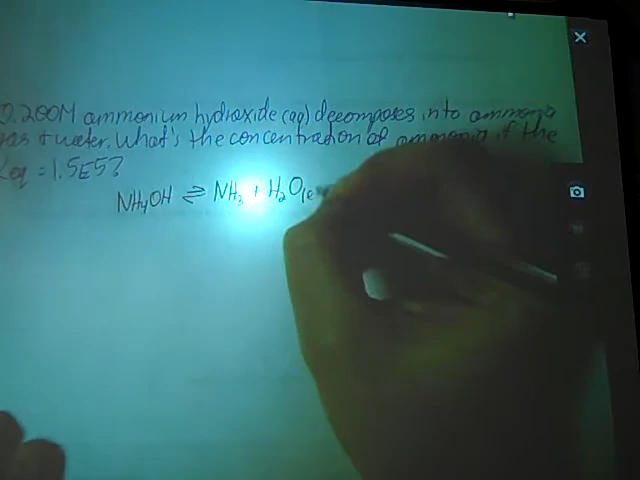 0.200M ammonium hydroxide (aq) decomposes into ammonia
gas + water. What's the concentration of ammonia if the
Keq = 1.5E5?
NH4OH ⇌ NH3 + H2O(e